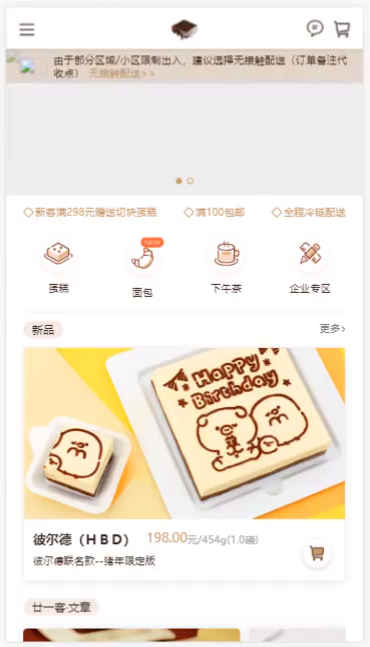 由于部分区域/小区限制出入，建议选择无接触配送（订单备注代
收点） 无接触配送>>
新客满298元赠送切块蛋糕 满100包邮 全程冷链配送
NEW
蛋糕 面包 下午茶 企业专区
新品 更多>
Happy
Birthday
彼尔德（HBD） 198.00元/454g(1.0磅)
彼尔德联名款--猪年限定版
廿一客·文章